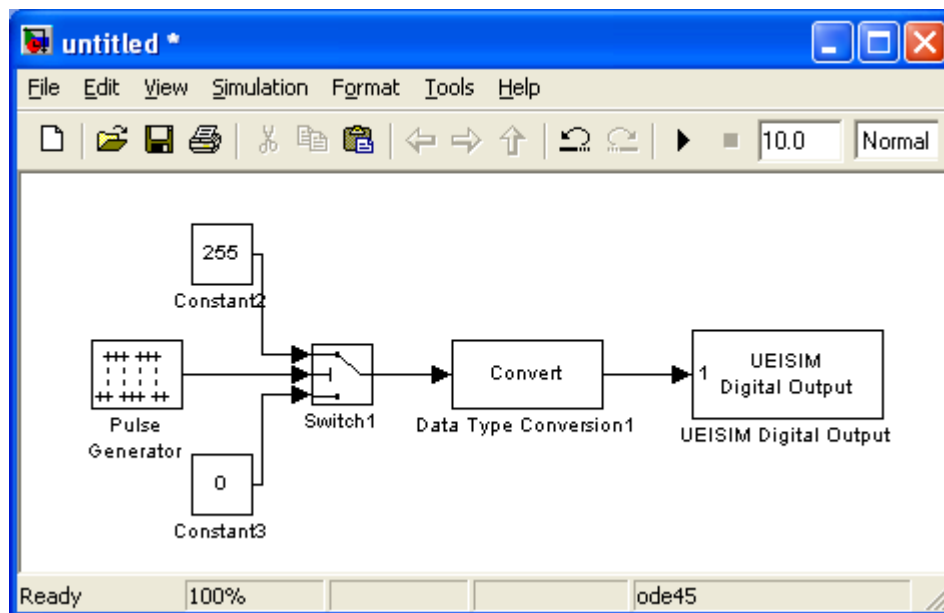 untitled *
File Edit View Simulation Format Tools Help
10.0 Normal
255
Constant2
Pulse
Generator
0
Constant3
Switch1
Convert
Data Type Conversion1
1
UEISIM
Digital Output
UEISIM Digital Output
Ready 100% ode45